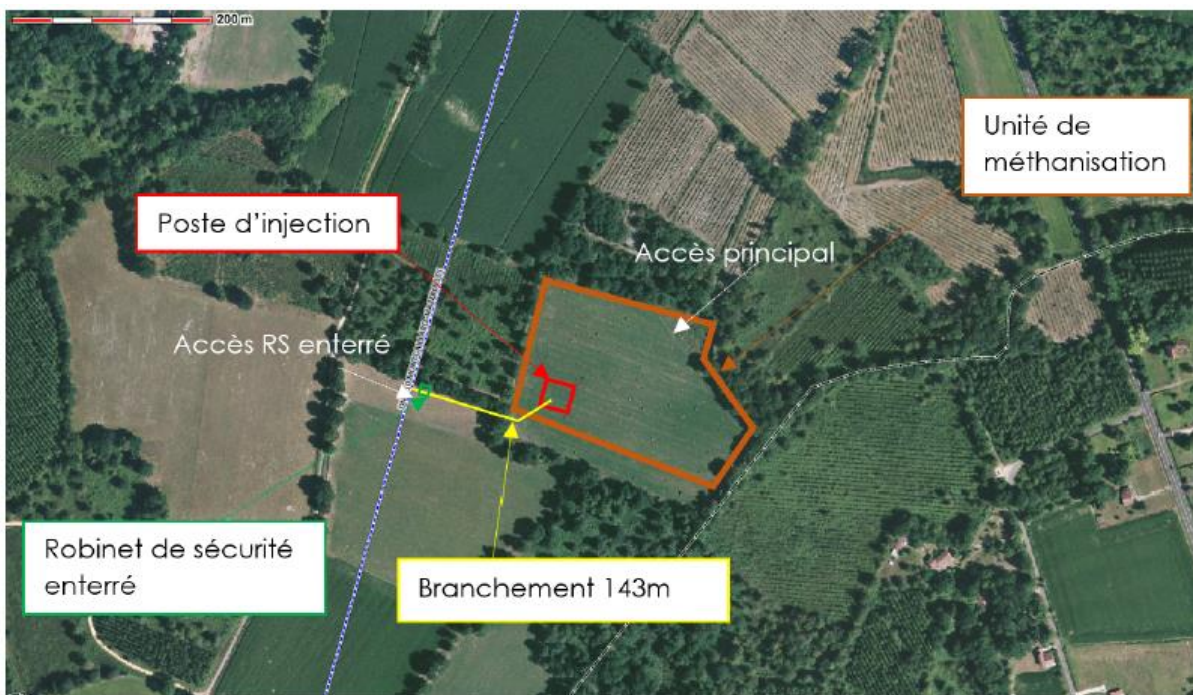 200 m
Unité de
méthanisation
Poste d'injection
Accès principal
Accès RS enterré
Robinet de sécurité
enterré
Branchement 143m